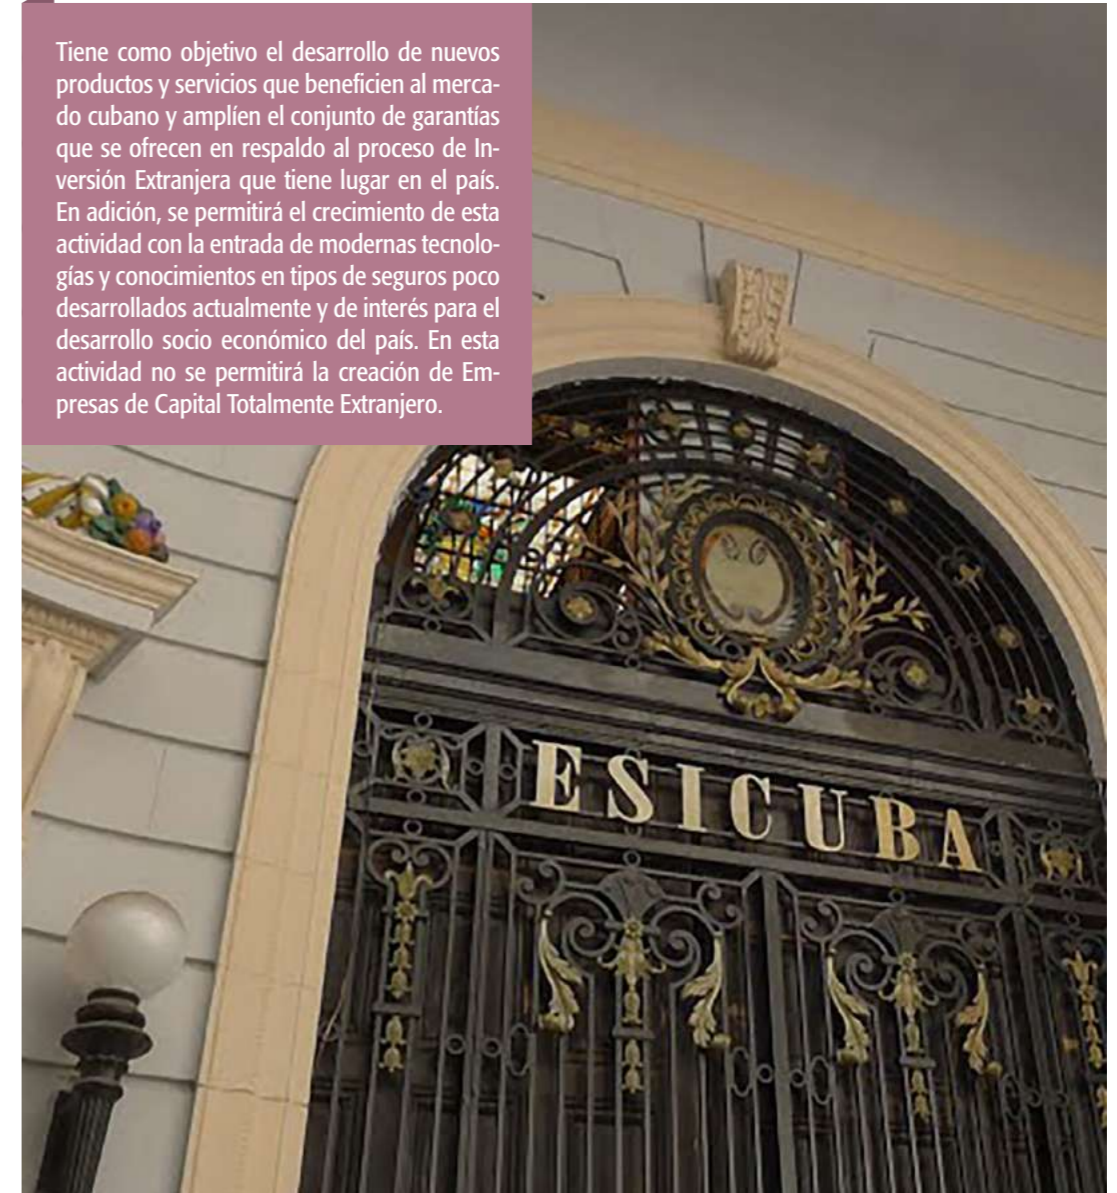 Tiene como objetivo el desarrollo de nuevos
productos y servicios que beneficien al merca-
do cubano y amplíen el conjunto de garantías
que se ofrecen en respaldo al proceso de In-
versión Extranjera que tiene lugar en el país.
En adición, se permitirá el crecimiento de esta
actividad con la entrada de modernas tecnolo-
gías y conocimientos en tipos de seguros poco
desarrollados actualmente y de interés para el
desarrollo socio económico del país. En esta
actividad no se permitirá la creación de Em-
presas de Capital Totalmente Extranjero.
ESICUBA